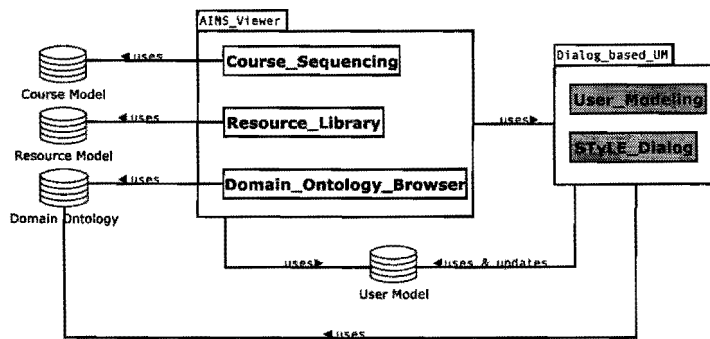 AIMS_Viewer
◄uses
Course_Sequencing
Dialog_based_UM
Course Model
User_Modeling
◄uses
Resource_Library
uses►
Resource Model
STyLE_Dialog
◄uses
Domain_Ontology_Browser
Domain Ontology
uses►
◄uses & updates
User Model
◄uses